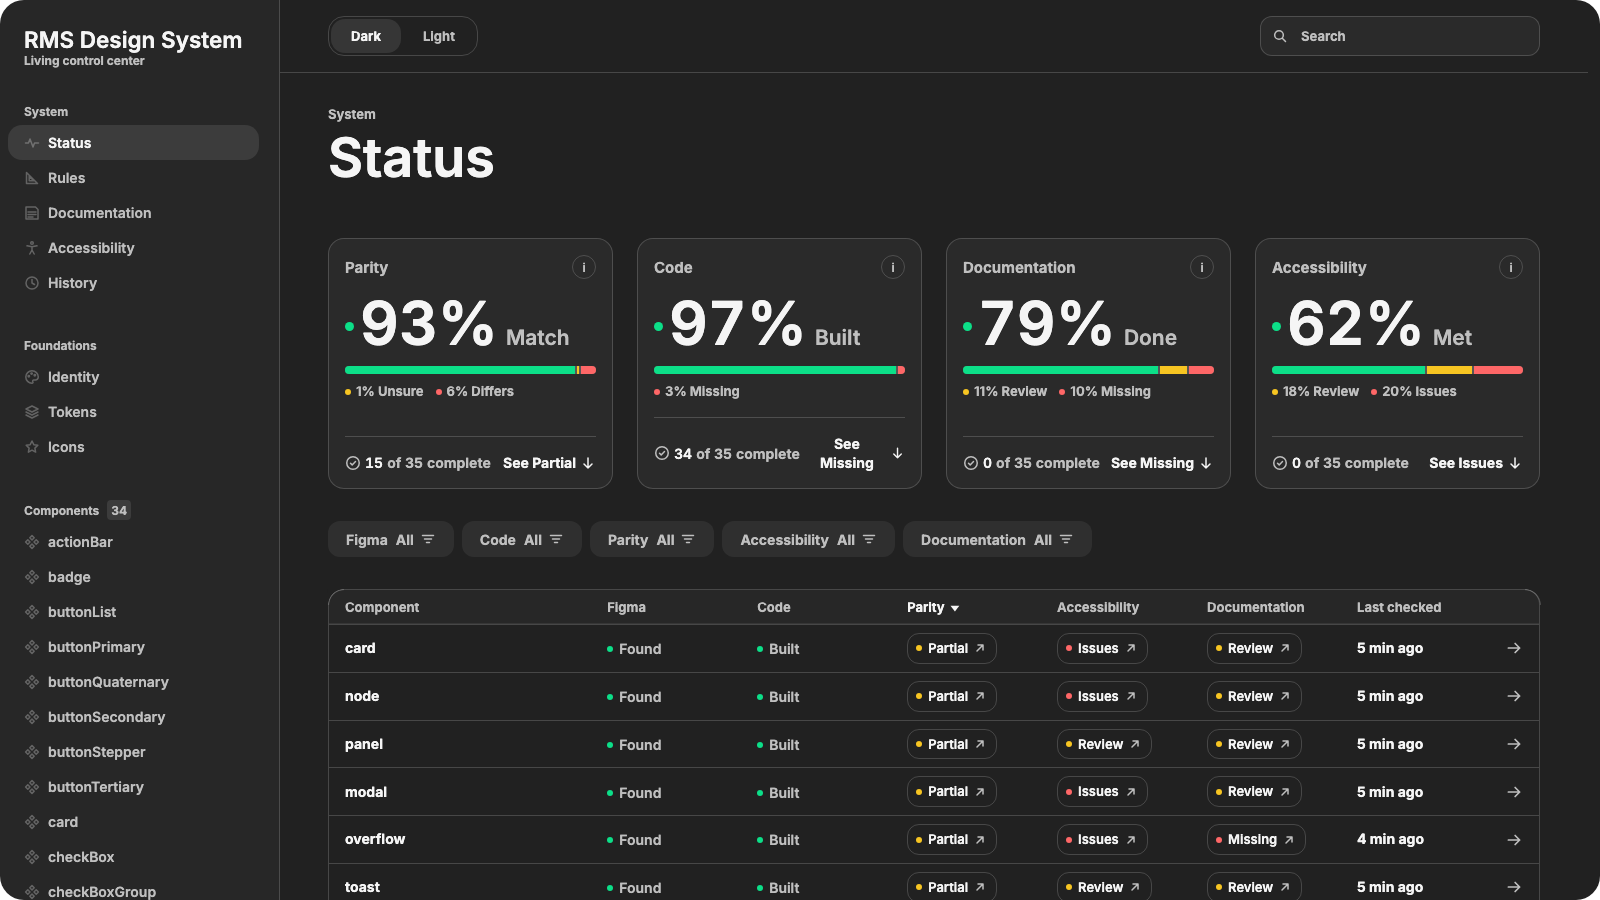 RMS Design System
Living control center
System
Status
Rules
Documentation
Accessibility
History
Foundations
Identity
Tokens
Icons
Components 34
actionBar
badge
buttonList
buttonPrimary
buttonQuaternary
buttonSecondary
buttonStepper
buttonTertiary
card
checkBox
checkBoxGroup
Dark Light
Search
System
Status
Parity i
93% Match
1% Unsure 6% Differs
15 of 35 complete See Partial ↓
Code i
97% Built
3% Missing
34 of 35 complete See Missing ↓
Documentation i
79% Done
11% Review 10% Missing
0 of 35 complete See Missing ↓
Accessibility i
62% Met
18% Review 20% Issues
0 of 35 complete See Issues ↓
Figma All Code All Parity All Accessibility All Documentation All
Component Figma Code Parity Accessibility Documentation Last checked
card Found Built Partial ↗ Issues ↗ Review ↗ 5 min ago →
node Found Built Partial ↗ Issues ↗ Review ↗ 5 min ago →
panel Found Built Partial ↗ Review ↗ Review ↗ 5 min ago →
modal Found Built Partial ↗ Issues ↗ Review ↗ 5 min ago →
overflow Found Built Partial ↗ Issues ↗ Missing ↗ 4 min ago →
toast Found Built Partial ↗ Review ↗ Review ↗ 5 min ago →